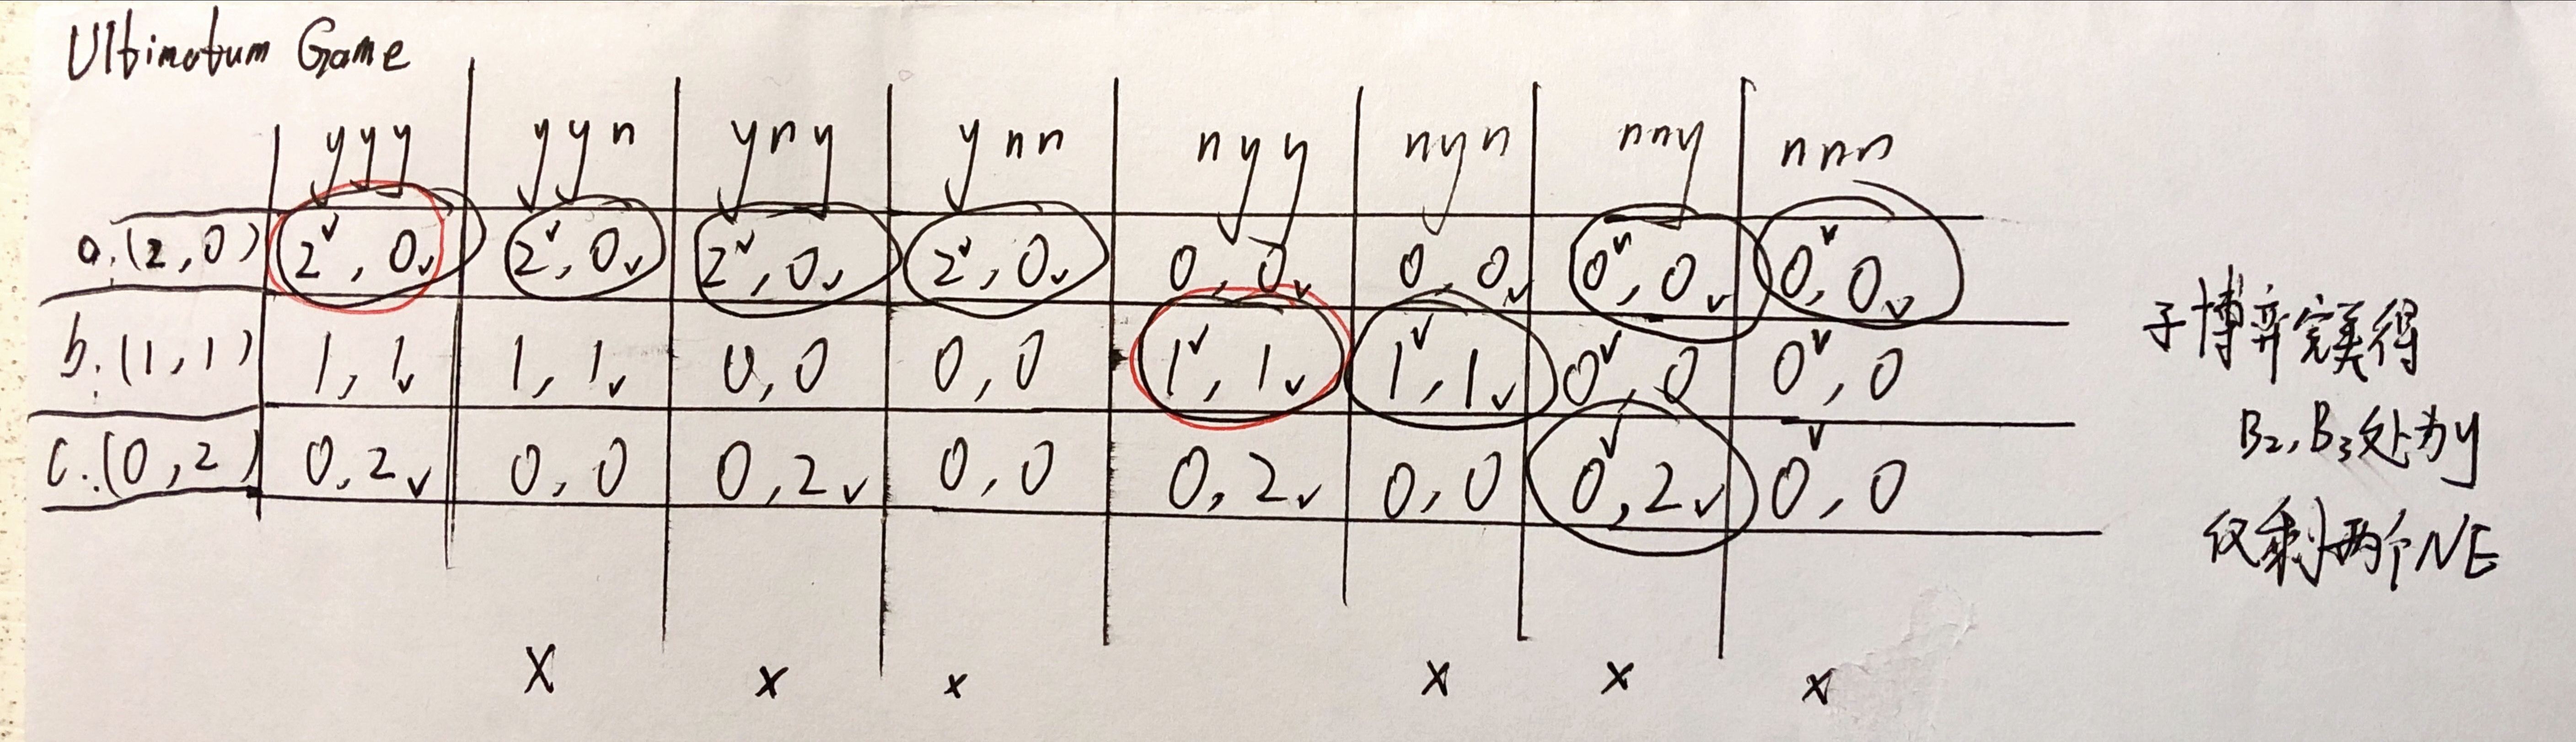 Ultimatum Game
yyy yyn yny ynn nyy nyn nny nnn
a.(2,0) 2✓,0✓ 2✓,0✓ 2✓,0✓ 2✓,0✓ 0,0✓ 0,0✓ 0✓,0✓ 0✓,0✓
b.(1,1) 1,1✓ 1,1✓ 0,0 0,0 1✓,1✓ 1✓,1✓ 0✓,0 0✓,0
c.(0,2) 0,2✓ 0,0 0,2✓ 0,0 0,2✓ 0,0 0✓,2✓ 0✓,0
x x x x x x
子博弈完美得
B2,B3处为y
仅剩两个NE